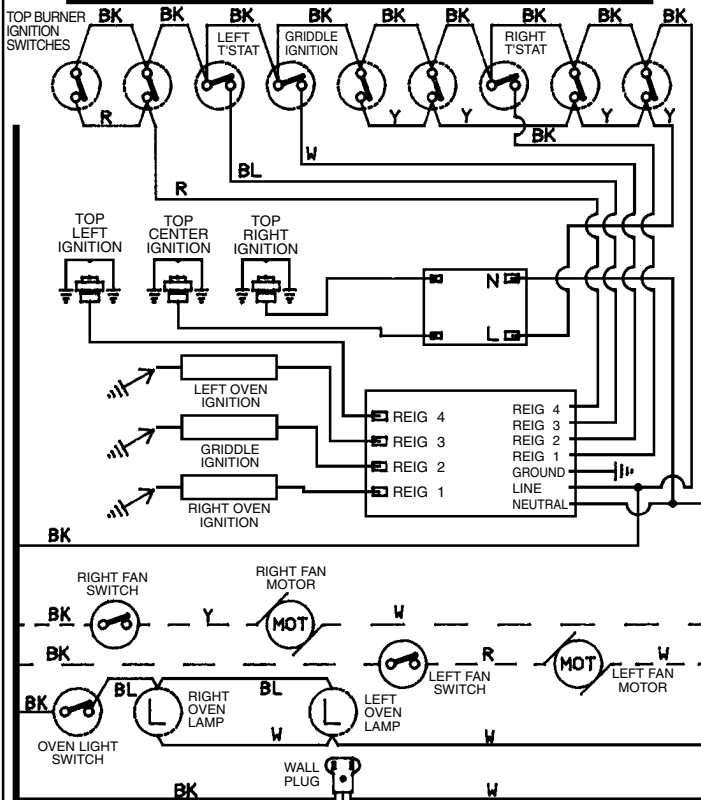 TOP BURNER
IGNITION
SWITCHES
BK BK BK BK BK BK BK BK BK
LEFT
T'STAT
GRIDDLE
IGNITION
RIGHT
T'STAT
R Y Y Y
BK
W
BL
R
TOP
LEFT
IGNITION
TOP
CENTER
IGNITION
TOP
RIGHT
IGNITION
N
L
LEFT OVEN
IGNITION
GRIDDLE
IGNITION
RIGHT OVEN
IGNITION
REIG 4
REIG 3
REIG 2
REIG 1
REIG 4
REIG 3
REIG 2
REIG 1
GROUND
LINE
NEUTRAL
BK
RIGHT FAN
SWITCH
RIGHT FAN
MOTOR
BK Y MOT W
BK R MOT W
LEFT FAN
SWITCH
LEFT FAN
MOTOR
BK BL BL
L RIGHT
OVEN
LAMP
L LEFT
OVEN
LAMP
OVEN LIGHT
SWITCH
W W
WALL
PLUG
BK W